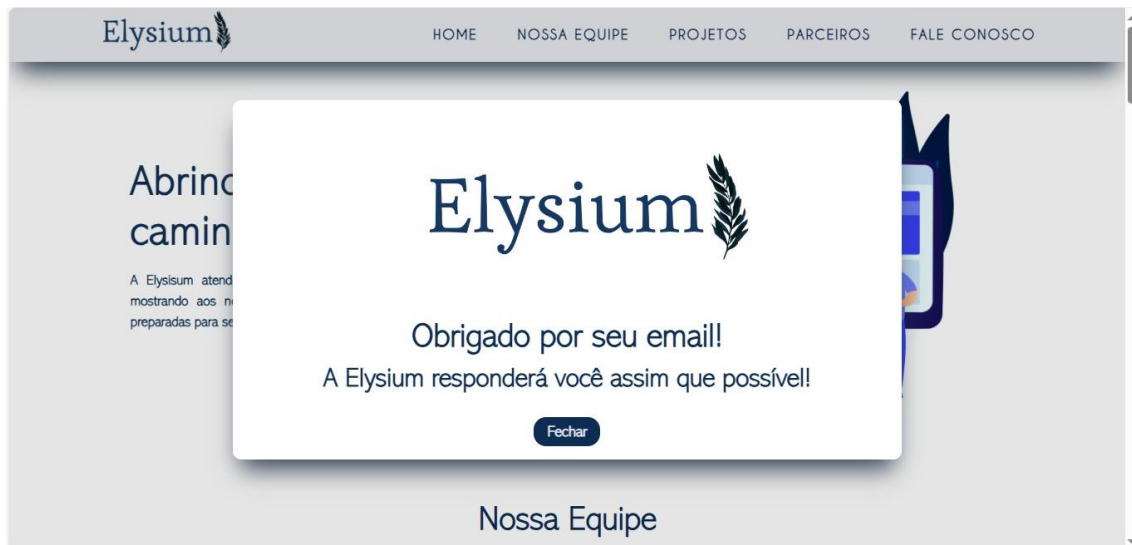 Elysium
HOME NOSSA EQUIPE PROJETOS PARCEIROS FALE CONOSCO
Abrind
camin
A Elysisum atend
mostrando aos n
preparadas para se
Elysium
Obrigado por seu email!
A Elysium responderá você assim que possível!
Fechar
Nossa Equipe